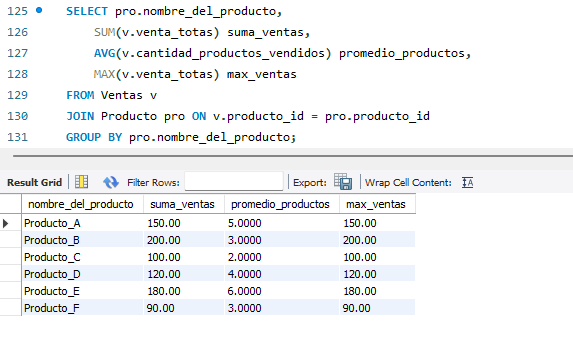 125 SELECT pro.nombre_del_producto,
126 SUM(v.venta_totas) suma_ventas,
127 AVG(v.cantidad_productos_vendidos) promedio_productos,
128 MAX(v.venta_totas) max_ventas
129 FROM Ventas v
130 JOIN Producto pro ON v.producto_id = pro.producto_id
131 GROUP BY pro.nombre_del_producto;
Result Grid Filter Rows: Export: Wrap Cell Content: IA
nombre_del_producto suma_ventas promedio_productos max_ventas
Producto_A 150.00 5.0000 150.00
Producto_B 200.00 3.0000 200.00
Producto_C 100.00 2.0000 100.00
Producto_D 120.00 4.0000 120.00
Producto_E 180.00 6.0000 180.00
Producto_F 90.00 3.0000 90.00